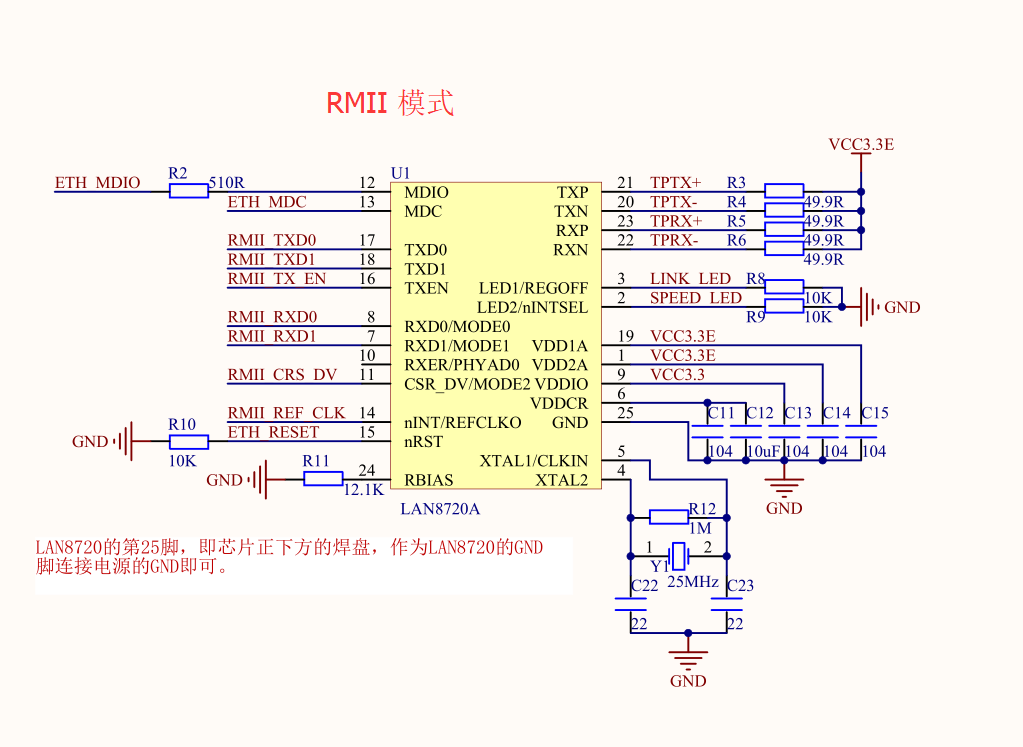 RMII 模式
VCC3.3E
ETH_MDIO R2 510R 12 U1 MDIO TXP 21 TPTX+ R3 49.9R
ETH_MDC 13 MDC TXN 20 TPTX- R4 49.9R
RXP 23 TPRX+ R5 49.9R
RMII_TXD0 17 TXD0 RXN 22 TPRX- R6 49.9R
RMII_TXD1 18 TXD1
RMII_TX_EN 16 TXEN LED1/REGOFF 3 LINK_LED R8 10K
LED2/nINTSEL 2 SPEED_LED R9 10K GND
RMII_RXD0 8 RXD0/MODE0
RMII_RXD1 7 RXD1/MODE1 VDD1A 19 VCC3.3E
10 RXER/PHYAD0 VDD2A 1 VCC3.3E
RMII_CRS_DV 11 CSR_DV/MODE2 VDDIO 9 VCC3.3
VDDCR 6
RMII_REF_CLK 14 nINT/REFCLKO GND 25 C11 C12 C13 C14 C15
GND R10 10K ETH_RESET 15 nRST
104 10uF 104 104 104
XTAL1/CLKIN 5
GND R11 12.1K 24 RBIAS XTAL2 4
GND
LAN8720A
R12
1M
1 2
Y1 25MHz
C22 C23
22 22
GND
LAN8720的第25脚，即芯片正下方的焊盘，作为LAN8720的GND
脚连接电源的GND即可。